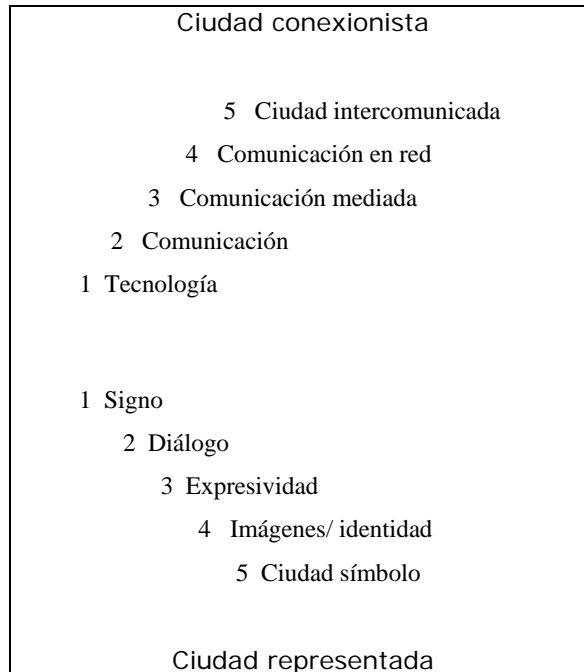 Ciudad conexionista
5 Ciudad intercomunicada
4 Comunicación en red
3 Comunicación mediada
2 Comunicación
1 Tecnología
1 Signo
2 Diálogo
3 Expresividad
4 Imágenes/ identidad
5 Ciudad símbolo
Ciudad representada